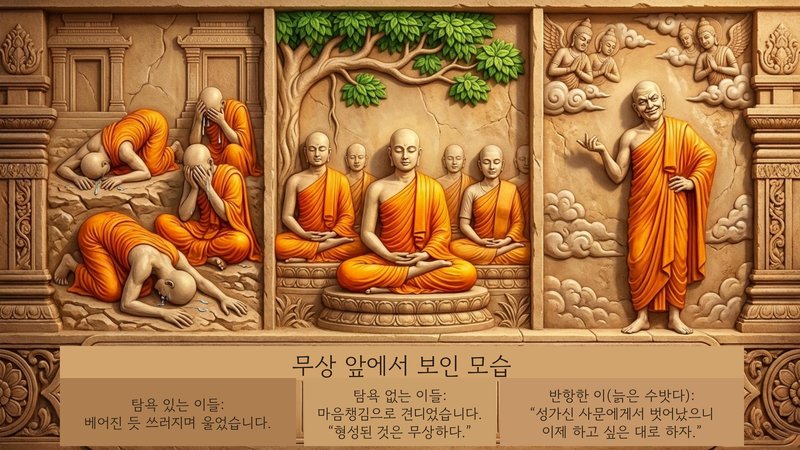 무상 앞에서 보인 모습
탐욕 있는 이들:
베어진 듯 쓰러지며 울었습니다.
탐욕 없는 이들:
마음챙김으로 견디었습니다.
“형성된 것은 무상하다.”
반항한 이(늙은 수밧다):
“성가신 사문에게서 벗어났으니
이제 하고 싶은 대로 하자.”